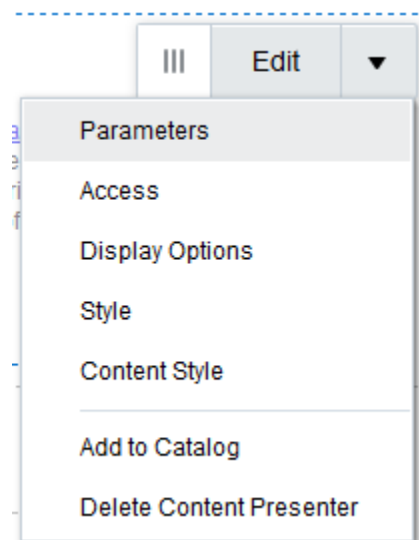 Edit
Parameters
Access
Display Options
Style
Content Style
Add to Catalog
Delete Content Presenter